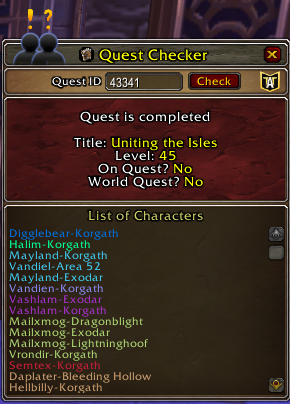 ! ?
Quest Checker
Quest ID 43341 Check A
Quest is completed
Title: Uniting the Isles
Level: 45
On Quest? No
World Quest? No
List of Characters
Digglebear-Korgath
Halim-Korgath
Mayland-Korgath
Vandiel-Area 52
Mayland-Exodar
Vandien-Korgath
Vashlam-Exodar
Vashlam-Korgath
Mailxmog-Dragonblight
Mailxmog-Exodar
Mailxmog-Lightninghoof
Vrondir-Korgath
Semtex-Korgath
Daplater-Bleeding Hollow
Hellbilly-Korgath